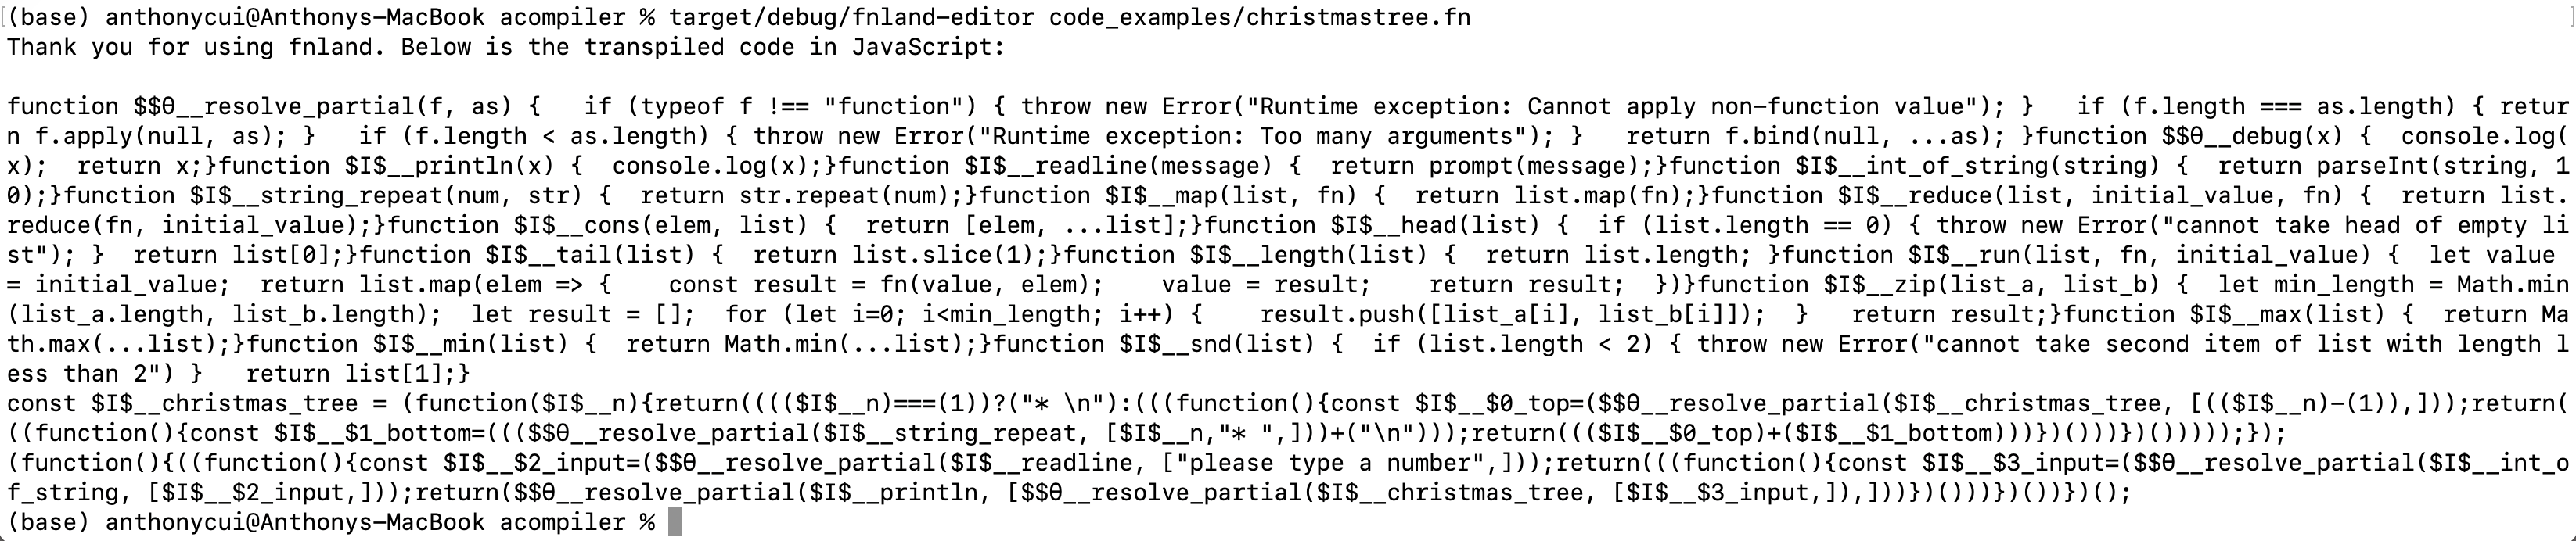 (base) anthonycui@Anthonys-MacBook acompiler % target/debug/fnland-editor code_examples/christmastree.fn
Thank you for using fnland. Below is the transpiled code in JavaScript:

function $$θ__resolve_partial(f, as) {   if (typeof f !== "function") { throw new Error("Runtime exception: Cannot apply non-function value"); }   if (f.length === as.length) { retur
n f.apply(null, as); }   if (f.length < as.length) { throw new Error("Runtime exception: Too many arguments"); }   return f.bind(null, ...as); }function $$θ__debug(x) {  console.log(
x);  return x;}function $I$__println(x) {  console.log(x);}function $I$__readline(message) {  return prompt(message);}function $I$__int_of_string(string) {  return parseInt(string, 1
0);}function $I$__string_repeat(num, str) {  return str.repeat(num);}function $I$__map(list, fn) {  return list.map(fn);}function $I$__reduce(list, initial_value, fn) {  return list.
reduce(fn, initial_value);}function $I$__cons(elem, list) {  return [elem, ...list];}function $I$__head(list) {  if (list.length == 0) { throw new Error("cannot take head of empty li
st"); }  return list[0];}function $I$__tail(list) {  return list.slice(1);}function $I$__length(list) {  return list.length; }function $I$__run(list, fn, initial_value) {  let value 
= initial_value;  return list.map(elem => {    const result = fn(value, elem);    value = result;    return result;  })}function $I$__zip(list_a, list_b) {  let min_length = Math.min
(list_a.length, list_b.length);  let result = [];  for (let i=0; i<min_length; i++) {    result.push([list_a[i], list_b[i]]);  }   return result;}function $I$__max(list) {  return Ma
th.max(...list);}function $I$__min(list) {  return Math.min(...list);}function $I$__snd(list) {  if (list.length < 2) { throw new Error("cannot take second item of list with length l
ess than 2") }   return list[1];}
const $I$__christmas_tree = (function($I$__n){return(((($I$__n)===(1))?("* \n"):(((function(){const $I$__$0_top=($$θ__resolve_partial($I$__christmas_tree, [(($I$__n)-(1)),]));return(
((function(){const $I$__$1_bottom=((($$θ__resolve_partial($I$__string_repeat, [$I$__n,"* ",]))+("\n")));return((($I$__$0_top)+($I$__$1_bottom)))})()))})()))));});
(function(){((function(){const $I$__$2_input=($$θ__resolve_partial($I$__readline, ["please type a number",]));return(((function(){const $I$__$3_input=($$θ__resolve_partial($I$__int_o
f_string, [$I$__$2_input,]));return($$θ__resolve_partial($I$__println, [$$θ__resolve_partial($I$__christmas_tree, [$I$__$3_input,]),]))})()))})())})();
(base) anthonycui@Anthonys-MacBook acompiler %